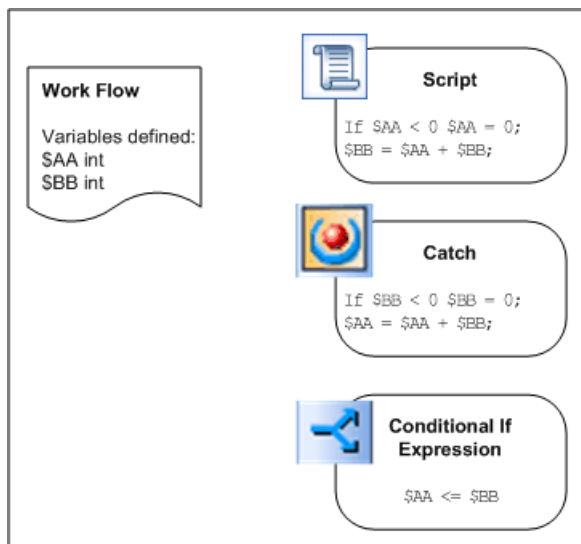 Work Flow
Variables defined:
$AA int
$BB int
Script
If $AA < 0 $AA = 0;
$BB = $AA + $BB;
Catch
If $BB < 0 $BB = 0;
$AA = $AA + $BB;
Conditional If
Expression
$AA <= $BB